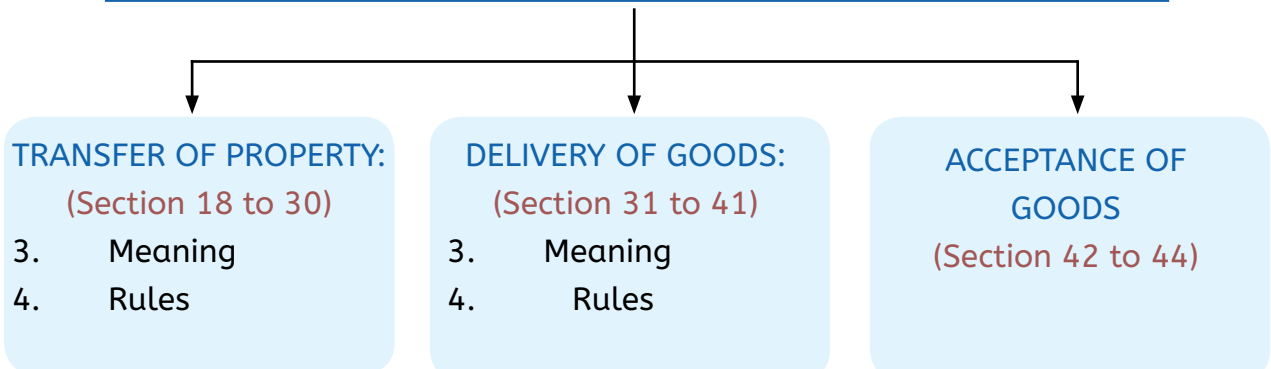 TRANSFER OF PROPERTY:
(Section 18 to 30)
3. Meaning
4. Rules
DELIVERY OF GOODS:
(Section 31 to 41)
3. Meaning
4. Rules
ACCEPTANCE OF
GOODS
(Section 42 to 44)